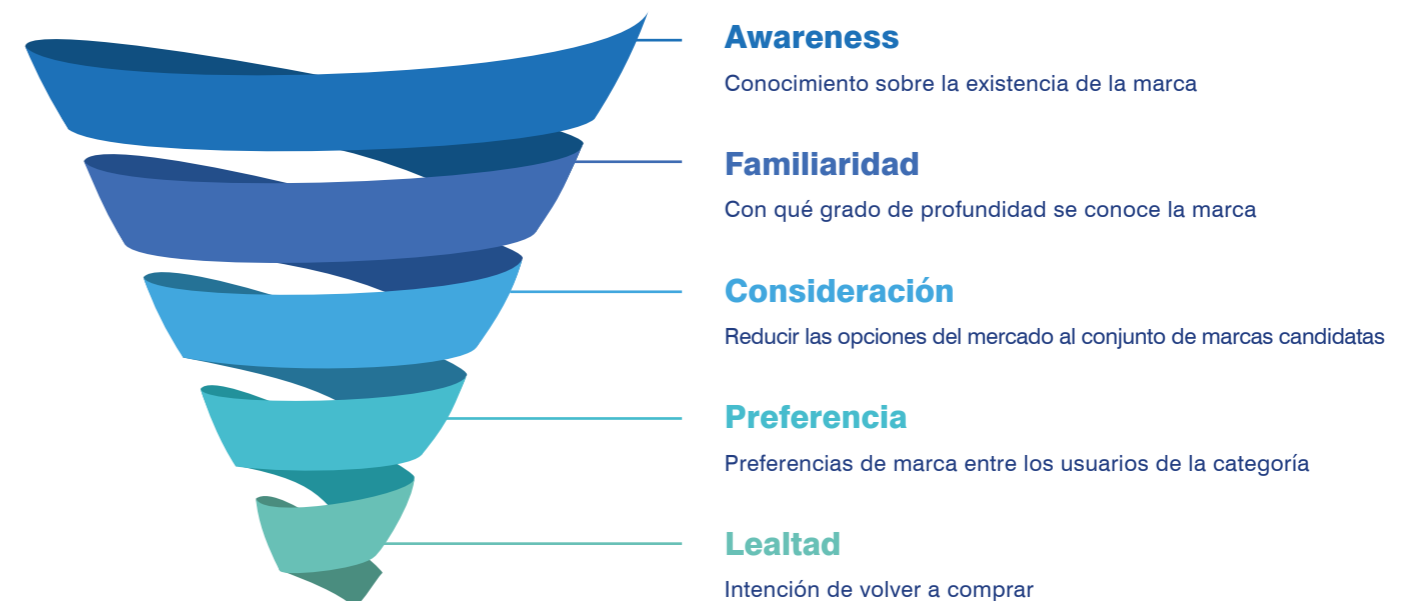 Awareness
Conocimiento sobre la existencia de la marca
Familiaridad
Con qué grado de profundidad se conoce la marca
Consideración
Reducir las opciones del mercado al conjunto de marcas candidatas
Preferencia
Preferencias de marca entre los usuarios de la categoría
Lealtad
Intención de volver a comprar